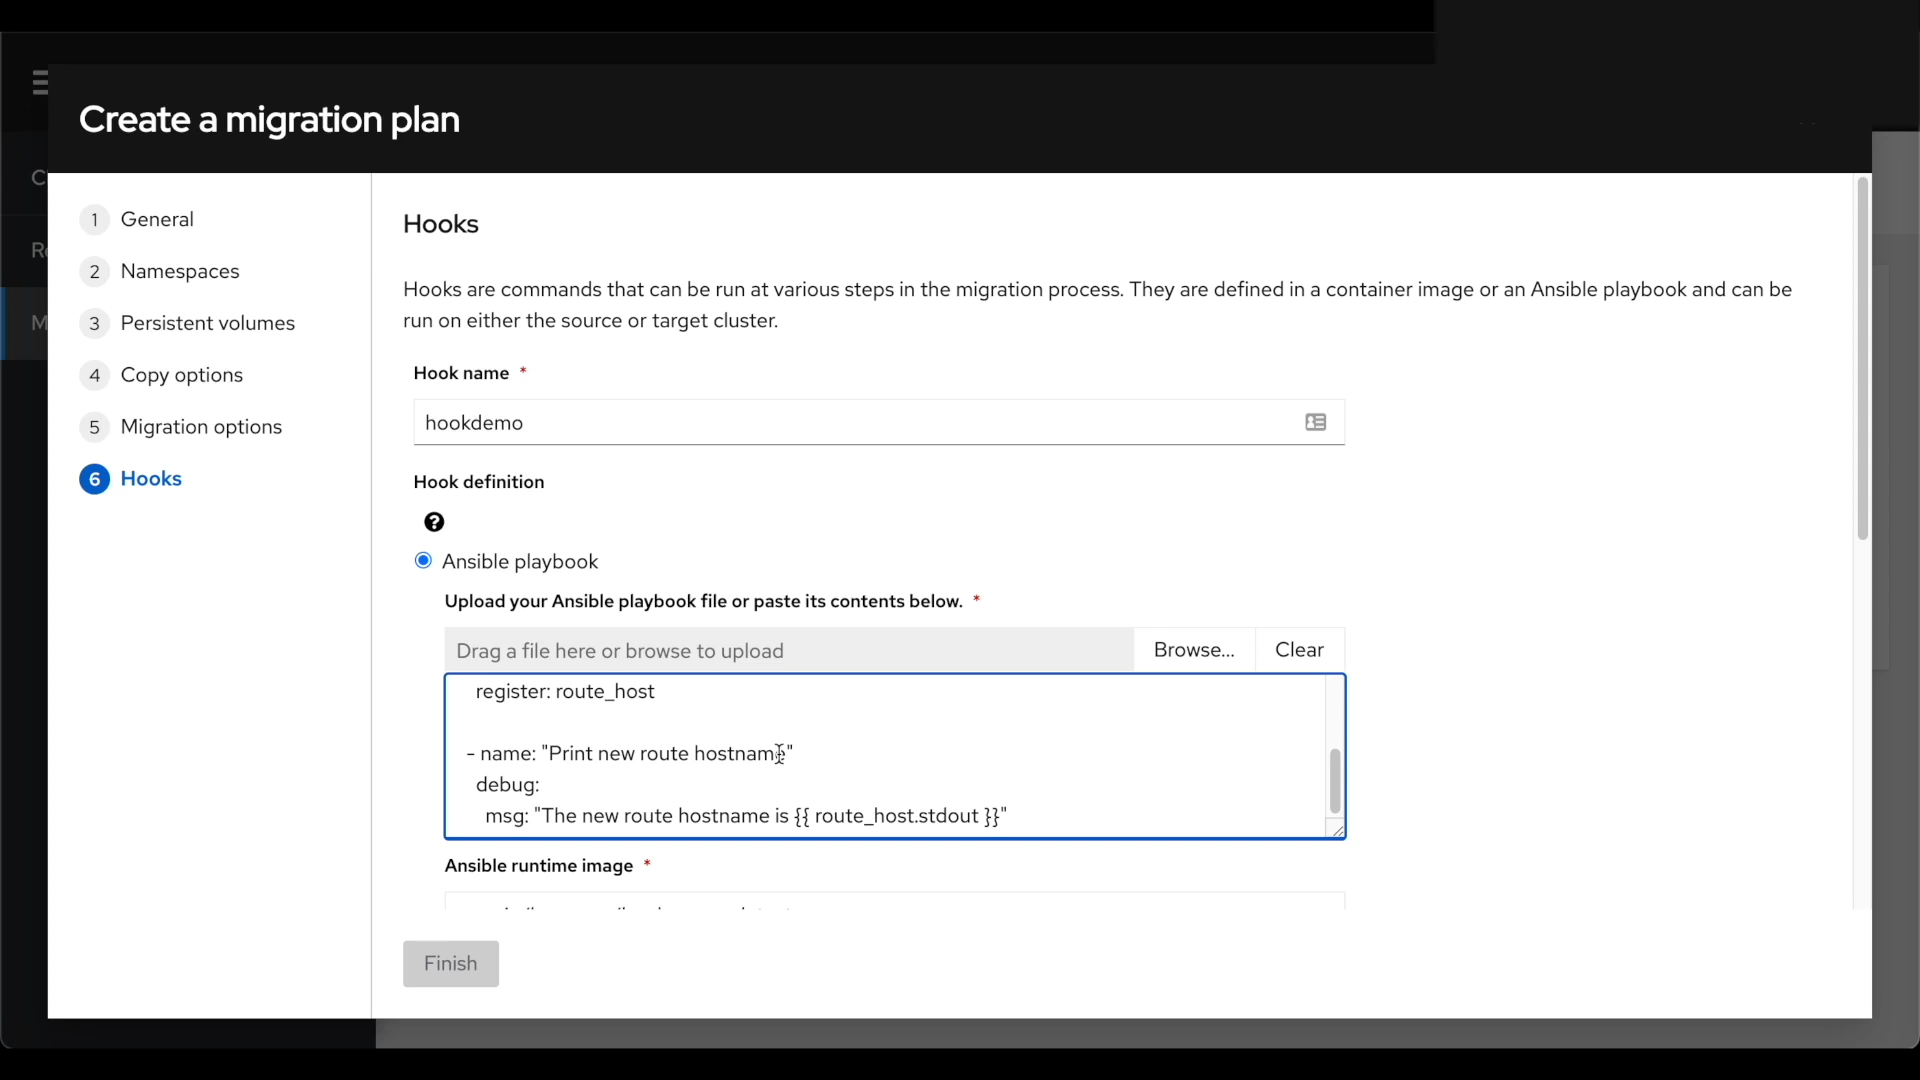 Create a migration plan
1 General
2 Namespaces
3 Persistent volumes
4 Copy options
5 Migration options
6 Hooks
Hooks
Hooks are commands that can be run at various steps in the migration process. They are defined in a container image or an Ansible playbook and can be
run on either the source or target cluster.
Hook name *
hookdemo
Hook definition
Ansible playbook
Upload your Ansible playbook file or paste its contents below. *
Drag a file here or browse to upload
Browse...
Clear
register: route_host
- name: "Print new route hostname"
debug:
msg: "The new route hostname is {{ route_host.stdout }}"
Ansible runtime image *
Finish